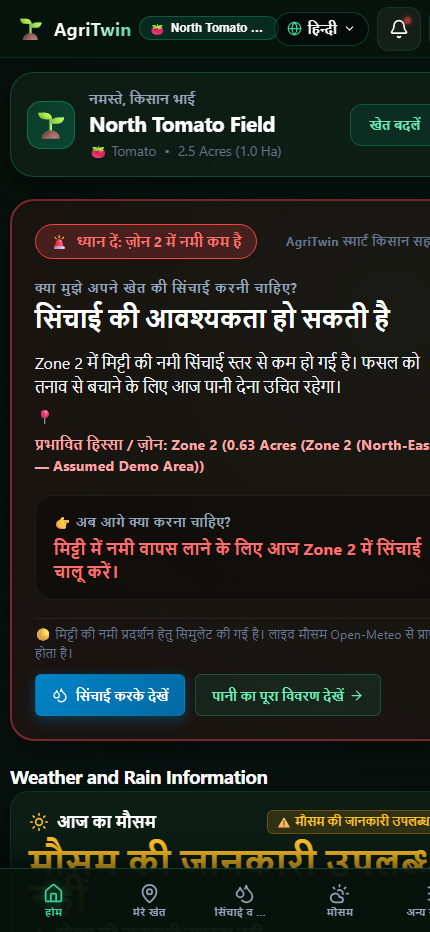 AgriTwin
North Tomato ...
हिन्दी
नमस्ते, किसान भाई
North Tomato Field
Tomato • 2.5 Acres (1.0 Ha)
खेत बदलें
ध्यान दें: ज़ोन 2 में नमी कम है
AgriTwin स्मार्ट किसान सह
क्या मुझे अपने खेत की सिंचाई करनी चाहिए?
सिंचाई की आवश्यकता हो सकती है
Zone 2 में मिट्टी की नमी सिंचाई स्तर से कम हो गई है। फसल को
तनाव से बचाने के लिए आज पानी देना उचित रहेगा।
प्रभावित हिस्सा / ज़ोन: Zone 2 (0.63 Acres (Zone 2 (North-Eas
— Assumed Demo Area))
अब आगे क्या करना चाहिए?
मिट्टी में नमी वापस लाने के लिए आज Zone 2 में सिंचाई
चालू करें।
मिट्टी की नमी प्रदर्शन हेतु सिमुलेट की गई है। लाइव मौसम Open-Meteo से प्रा
होता है।
सिंचाई करके देखें
पानी का पूरा विवरण देखें →
Weather and Rain Information
आज का मौसम
मौसम की जानकारी उपलब्ध
मौसम की जानकारी उपलब्ध
नहीं
होम
मेरे खेत
सिंचाई व ...
मौसम
अन्य